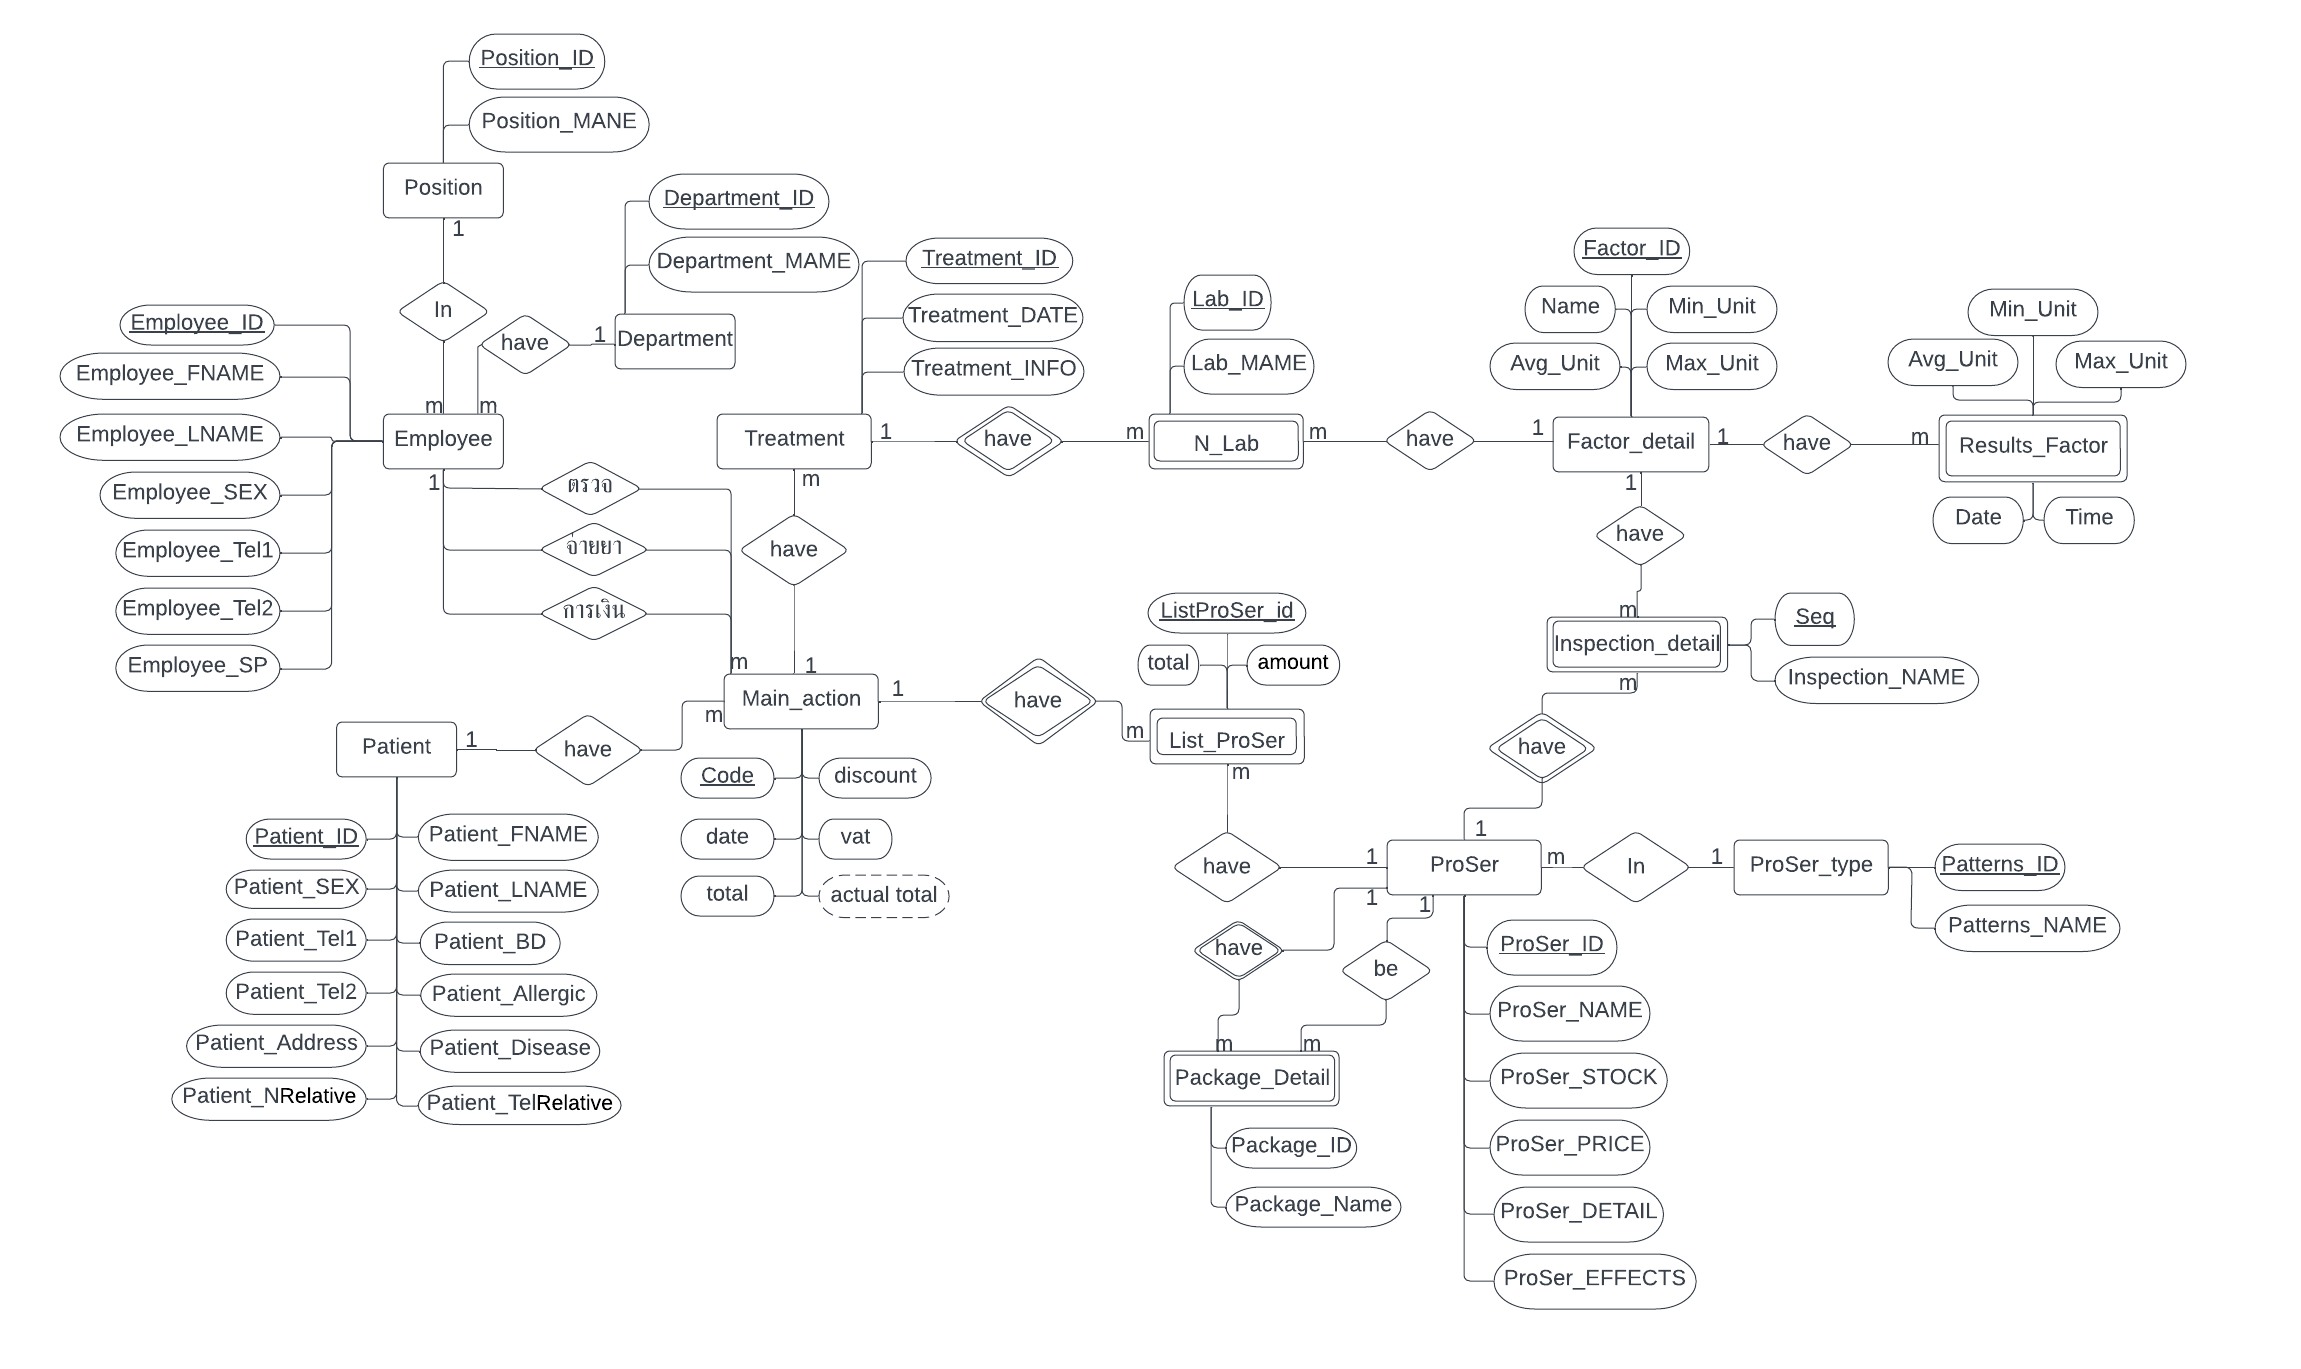 Position_ID
Position_MANE
Position
1
In
Department_ID
Department_MAME
have
1
Department
m
m
Employee_ID
Employee_FNAME
Employee_LNAME
Employee_SEX
Employee_Tel1
Employee_Tel2
Employee_SP
Employee
1
ตรวจ
จ่ายยา
การเงิน
m
Treatment_ID
Treatment_DATE
Treatment_INFO
Treatment
1
have
m
m
have
1
Lab_ID
Lab_MAME
N_Lab
m
have
1
Factor_ID
Name
Min_Unit
Avg_Unit
Max_Unit
Factor_detail
1
have
m
Min_Unit
Avg_Unit
Max_Unit
Results_Factor
Date
Time
1
have
m
Inspection_detail
Seq
Inspection_NAME
m
have
1
Main_action
m
1
have
m
Code
discount
date
vat
total
actual total
Patient
1
have
Patient_ID
Patient_FNAME
Patient_SEX
Patient_LNAME
Patient_Tel1
Patient_BD
Patient_Tel2
Patient_Allergic
Patient_Address
Patient_Disease
Patient_NRelative
Patient_TelRelative
ListProSer_id
total
amount
List_ProSer
m
have
1
ProSer
m
In
1
ProSer_type
Patterns_ID
Patterns_NAME
1
have
m
1
be
m
Package_Detail
Package_ID
Package_Name
ProSer_ID
ProSer_NAME
ProSer_STOCK
ProSer_PRICE
ProSer_DETAIL
ProSer_EFFECTS